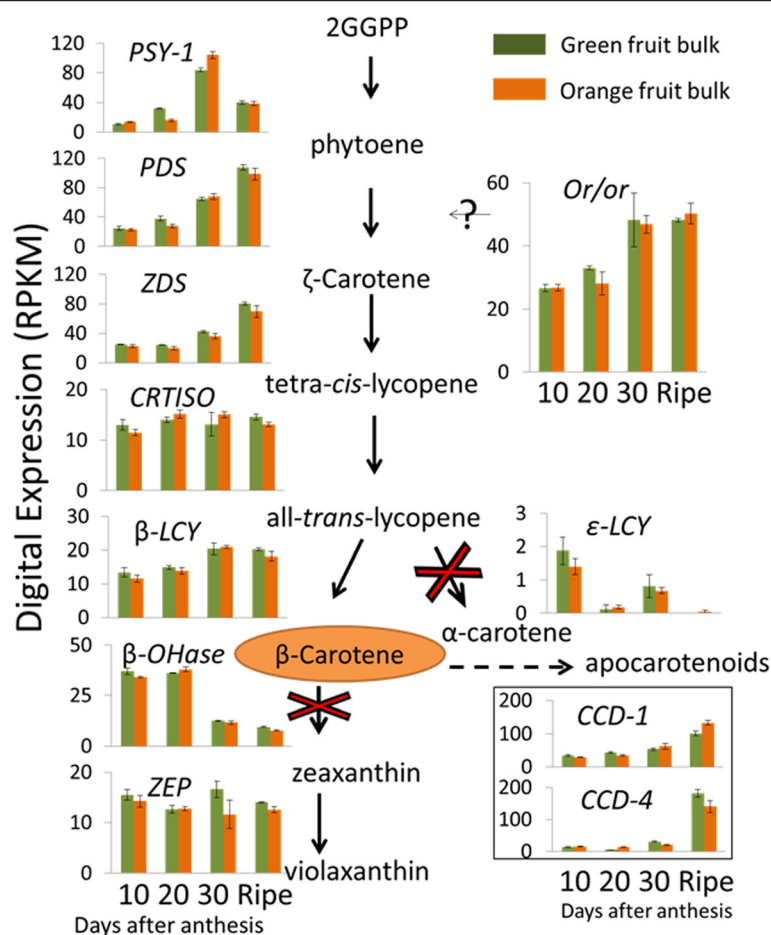 2GGPP
Green fruit bulk
Orange fruit bulk
Digital Expression (RPKM)
PSY-1
120
80
40
0
phytoene
PDS
120
80
40
0
?
Or/or
60
40
20
0
10 20 30 Ripe
ζ-Carotene
ZDS
120
80
40
0
tetra-cis-lycopene
CRTISO
20
10
0
all-trans-lycopene
β-LCY
30
20
10
0
ε-LCY
3
2
1
0
α-carotene
β-OHase
50
25
0
β-Carotene
apocarotenoids
CCD-1
200
100
0
CCD-4
200
100
0
10 20 30 Ripe
Days after anthesis
zeaxanthin
ZEP
20
10
0
violaxanthin
10 20 30 Ripe
Days after anthesis